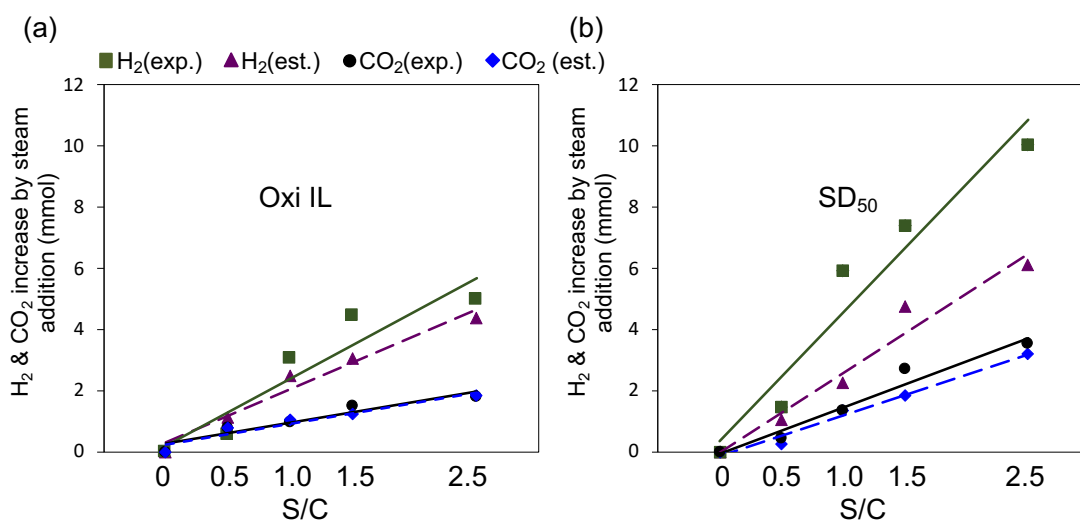 (a)
(b)
H₂(exp.) H₂(est.) CO₂(exp.) CO₂ (est.)
H₂ & CO₂ increase by steam
addition (mmol)
12
10
8
6
4
2
0
Oxi IL
0 0.5 1.0 1.5 2.5
S/C
H₂ & CO₂ increase by steam
addition (mmol)
12
10
8
6
4
2
0
SD₅₀
0 0.5 1.0 1.5 2.5
S/C